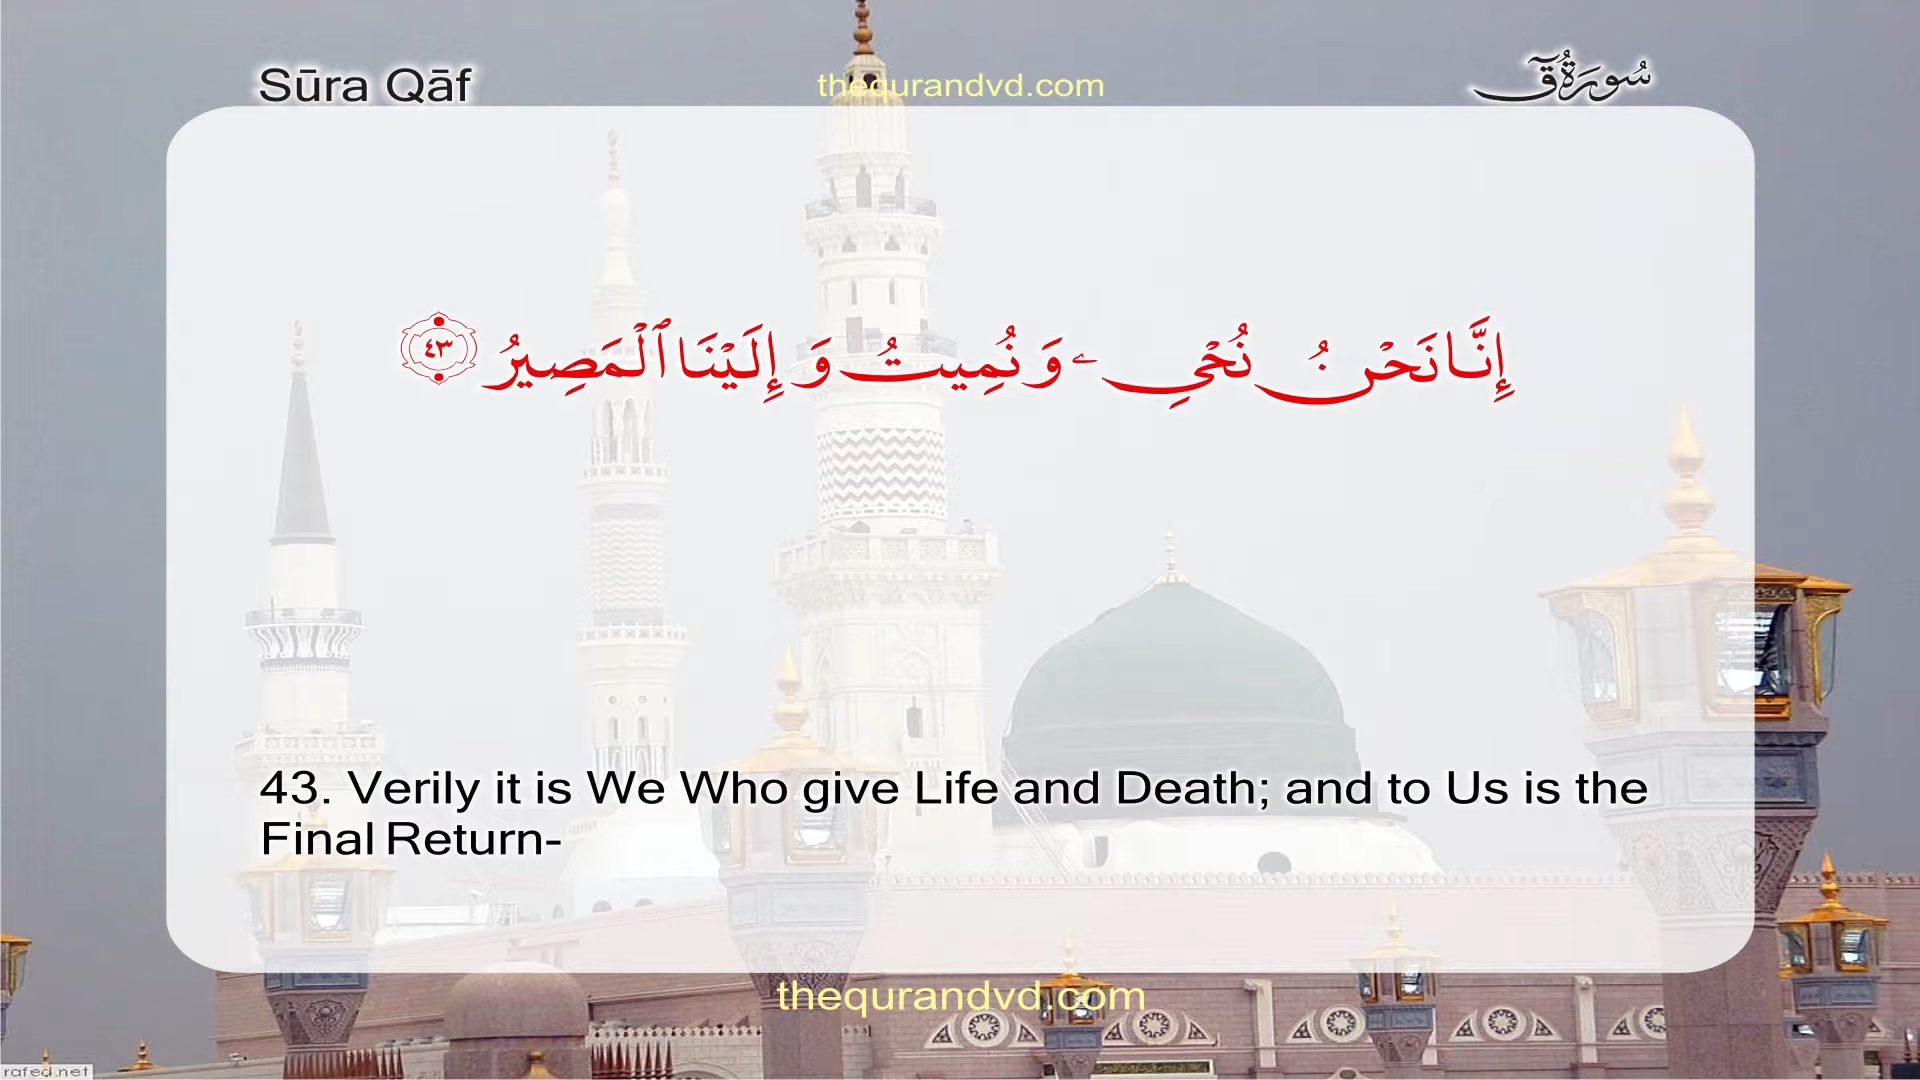 Sūra Qāf
thequrandvd.com
سُورَةُ قٓ
إِنَّا نَحْنُ نُحْىِۦ وَنُمِيتُ وَإِلَيْنَا ٱلْمَصِيرُ ٤٣
43. Verily it is We Who give Life and Death; and to Us is the
Final Return-
thequrandvd.com
rafed.net